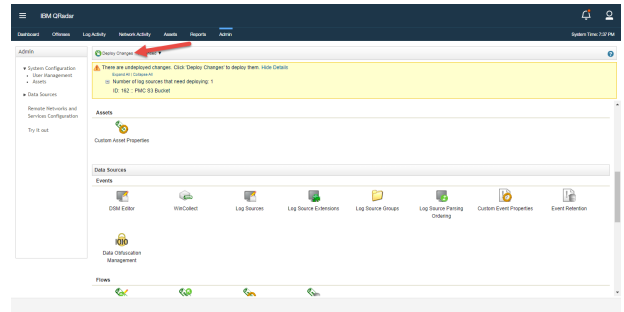 IBM QRadar
Dashboard Offenses Log Activity Network Activity Assets Reports Admin System Time: 7:37 PM
Admin
Deploy Changes
System Configuration
User Management
Assets
Data Sources
Remote Networks and
Services Configuration
Try it out
There are undeployed changes. Click 'Deploy Changes' to deploy them. Hide Details
Expand All | Collapse All
Number of log sources that need deploying: 1
ID: 162 :: PMC S3 Bucket
Assets
Custom Asset Properties
Data Sources
Events
DSM Editor WinCollect Log Sources Log Source Extensions Log Source Groups Log Source Parsing
Ordering Custom Event Properties Event Retention
Data Obfuscation
Management
Flows